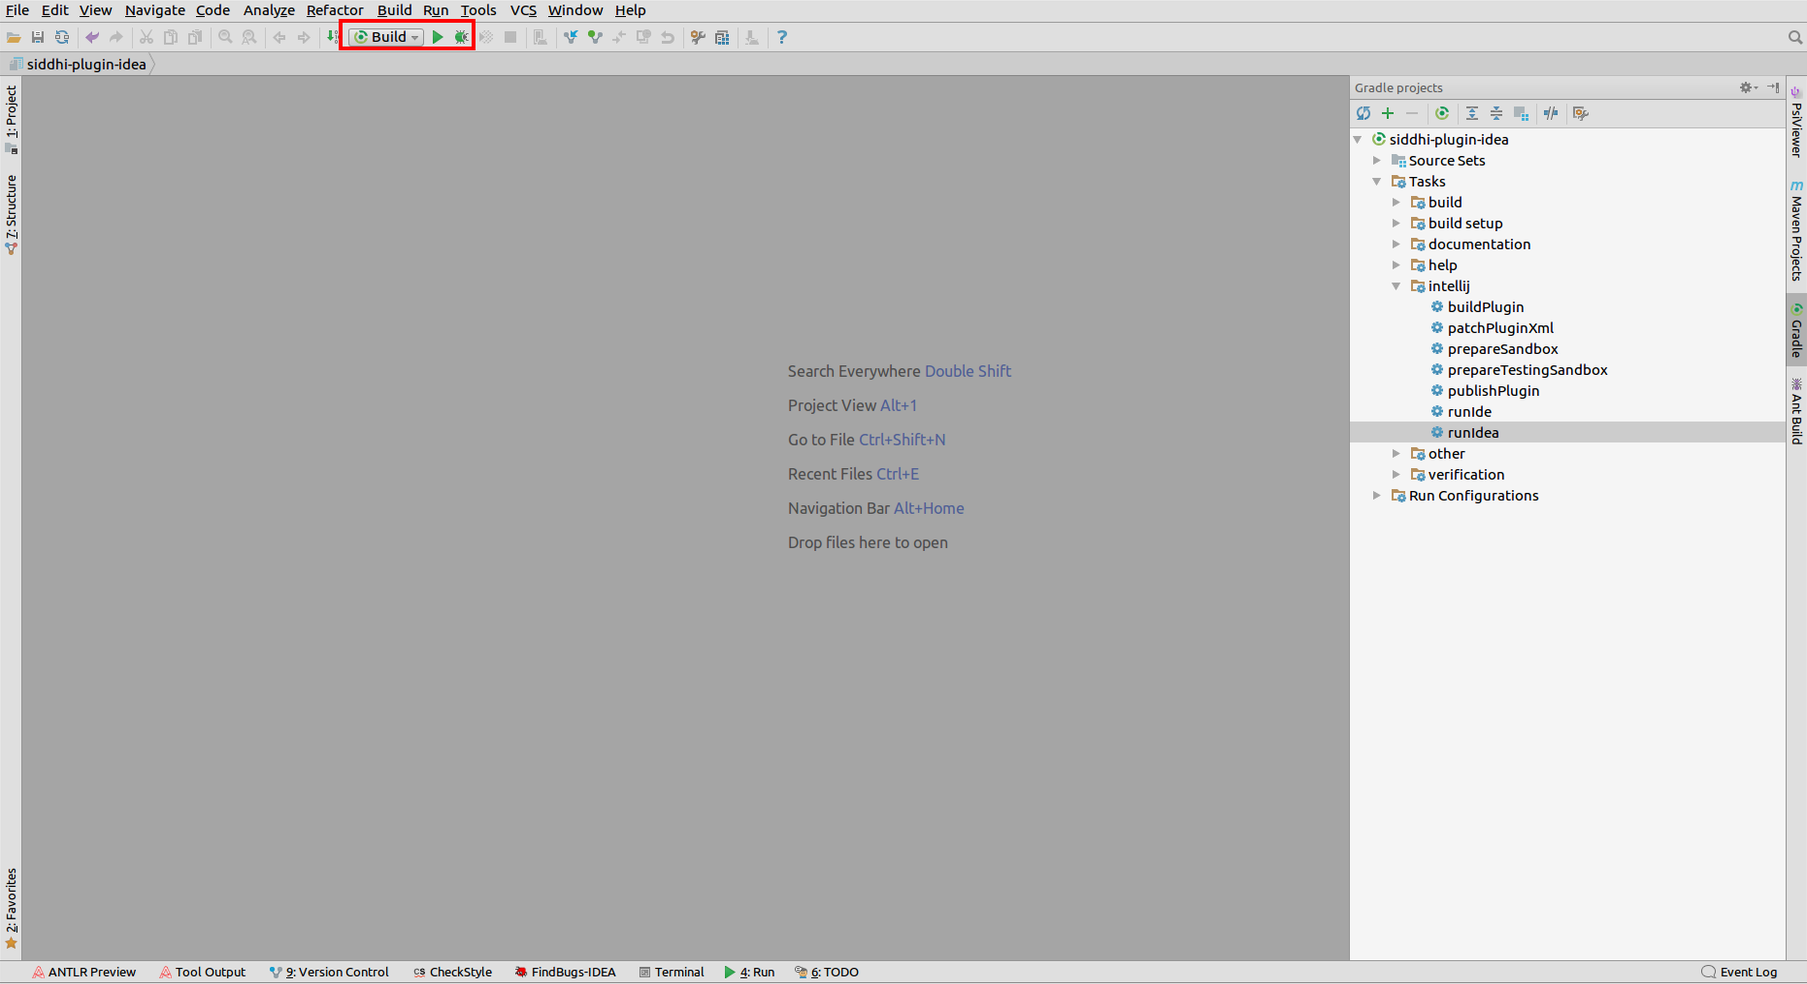 File Edit View Navigate Code Analyze Refactor Build Run Tools VCS Window Help
Build
siddhi-plugin-idea
1: Project
7: Structure
2: Favorites
Search Everywhere Double Shift
Project View Alt+1
Go to File Ctrl+Shift+N
Recent Files Ctrl+E
Navigation Bar Alt+Home
Drop files here to open
Gradle projects
siddhi-plugin-idea
Source Sets
Tasks
build
build setup
documentation
help
intellij
buildPlugin
patchPluginXml
prepareSandbox
prepareTestingSandbox
publishPlugin
runIde
runIdea
other
verification
Run Configurations
PsiViewer
m Maven Projects
Gradle
Ant Build
ANTLR Preview Tool Output 9: Version Control CS CheckStyle FindBugs-IDEA Terminal 4: Run 6: TODO Event Log